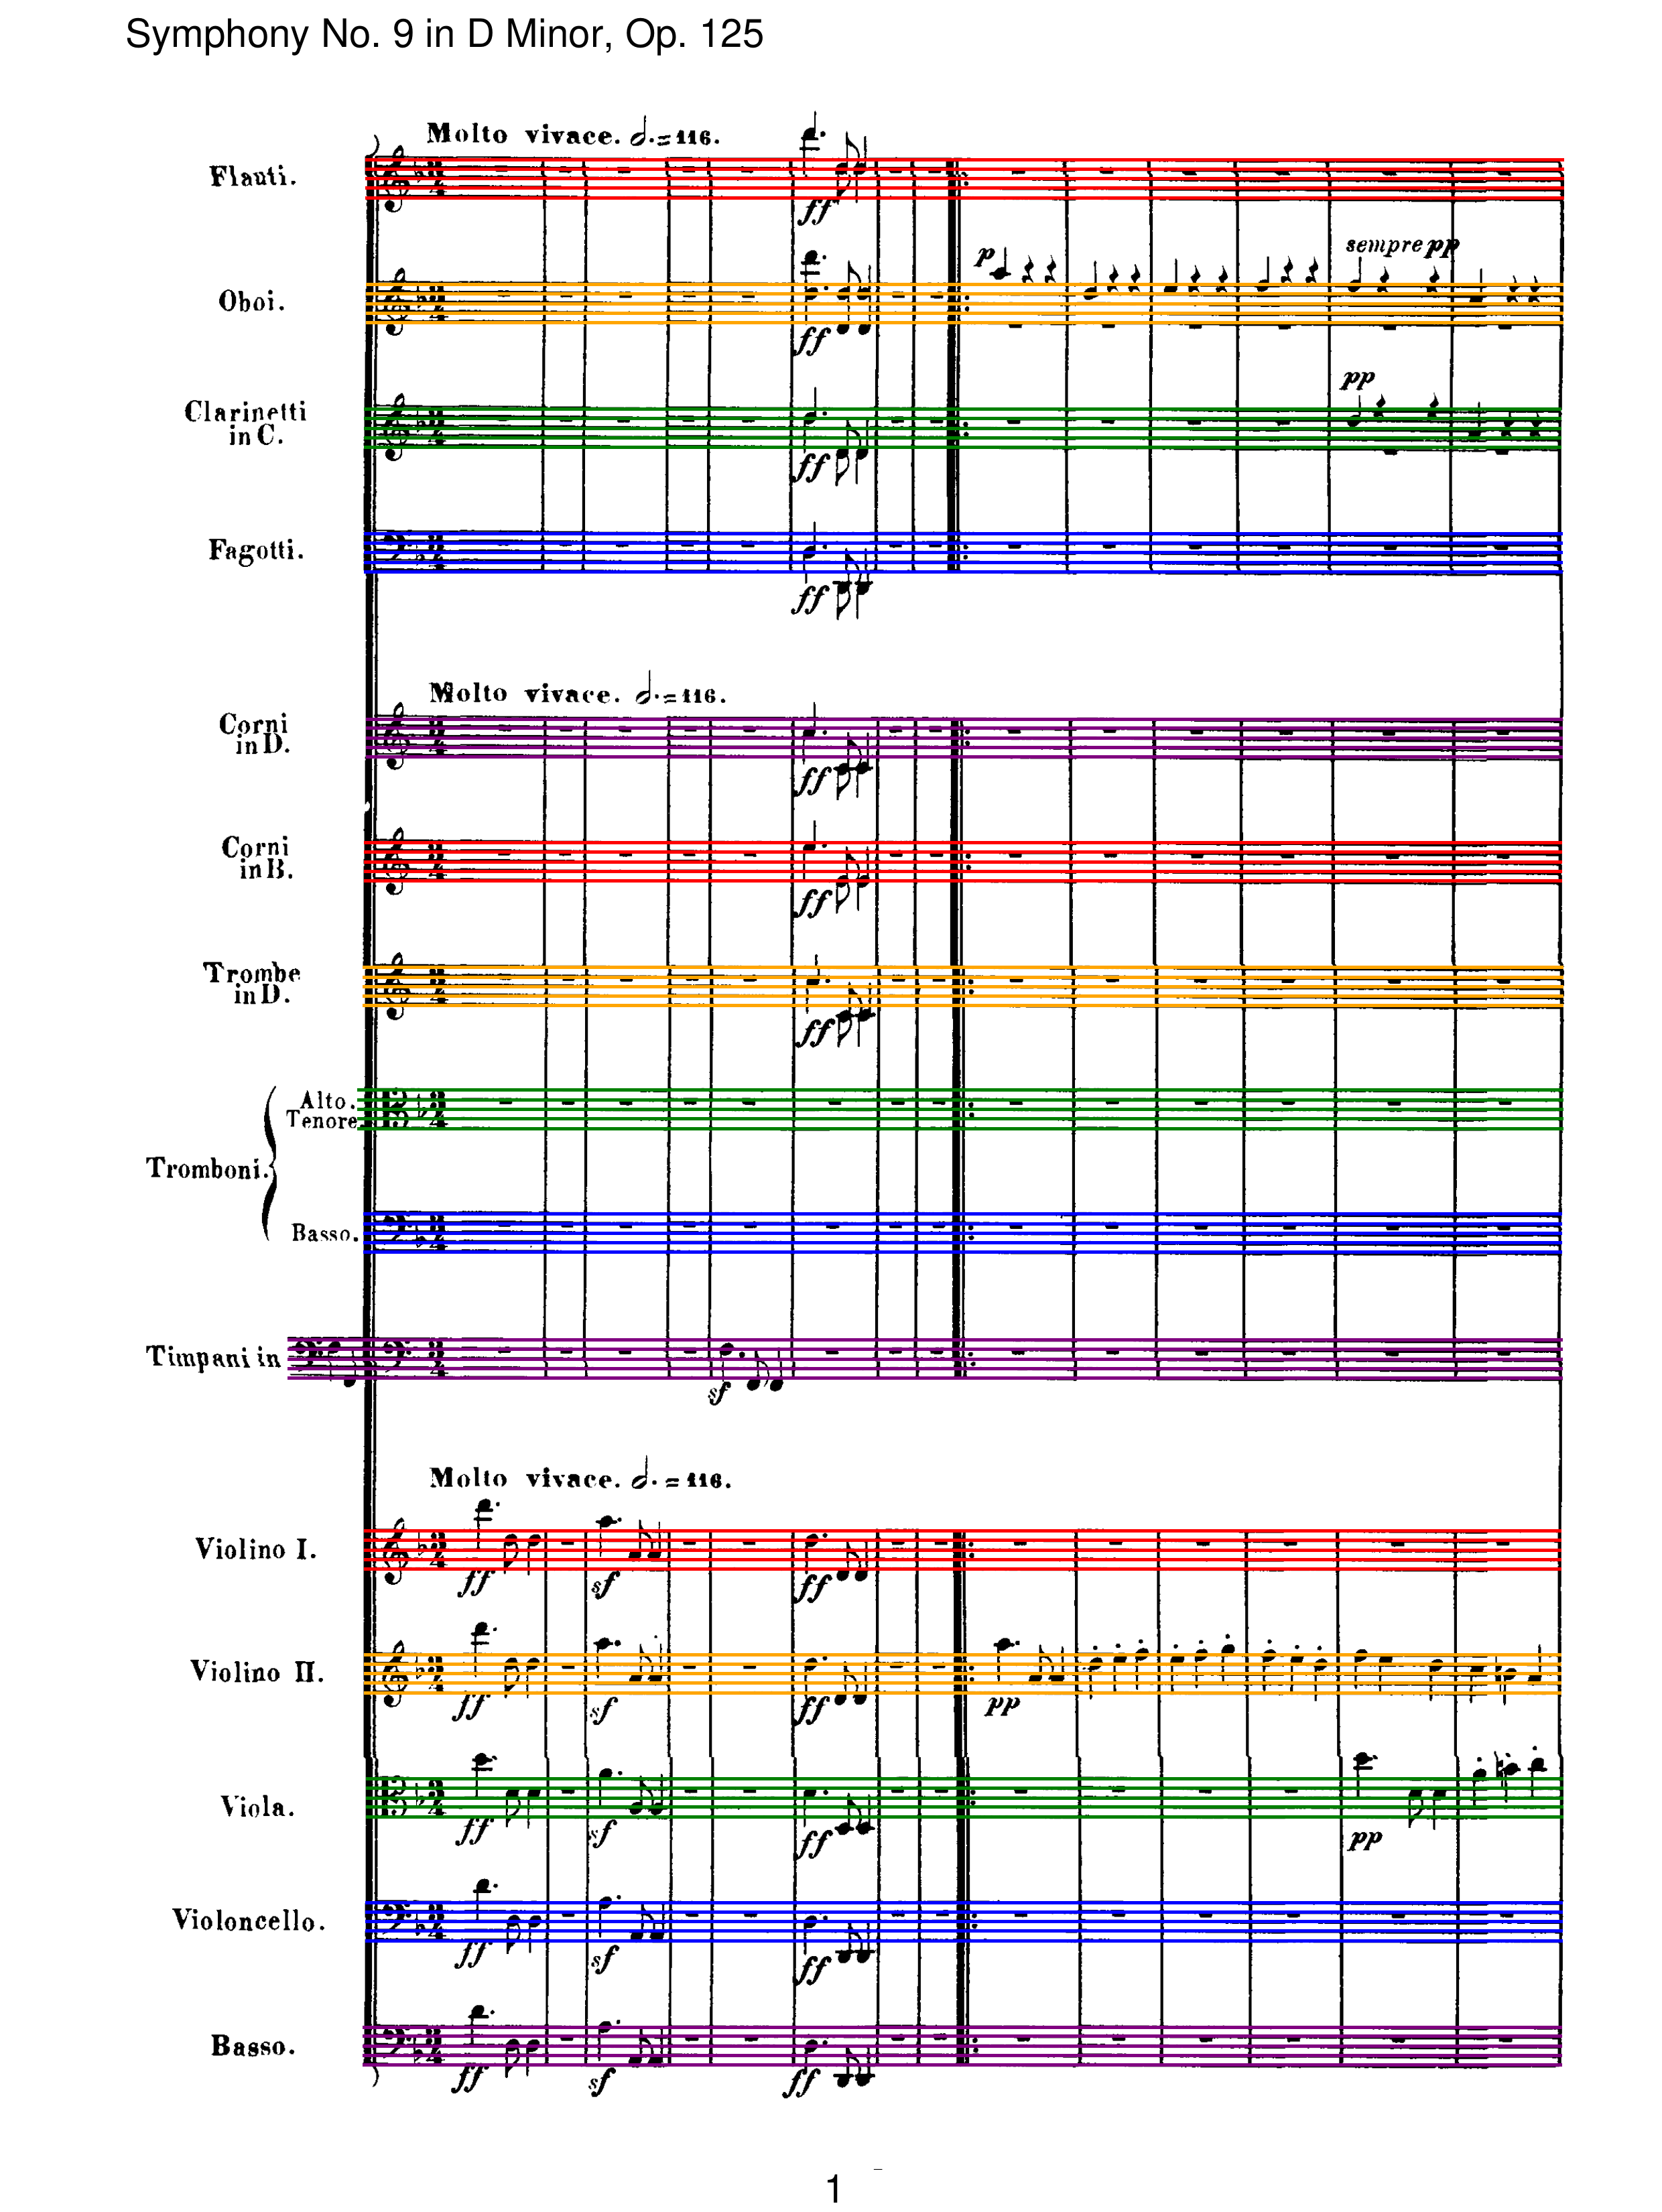 Symphony No. 9 in D Minor, Op. 125
Molto vivace. 𝅗𝅥. = 116.
Flauti.
ff
p
sempre pp
Oboi.
ff
pp
Clarinetti
in C.
ff
Fagotti.
ff
Molto vivace. 𝅗𝅥. = 116.
Corni
in D.
ff
Corni
in B.
ff
Trombe
in D.
ff
Alto.
Tenore
Tromboni.
Basso.
Timpani in
sf
Molto vivace. 𝅗𝅥. = 116.
Violino I.
ff sf ff
Violino II.
ff sf ff pp
Viola.
ff sf ff pp
Violoncello.
ff sf ff
Basso.
ff sf ff
1